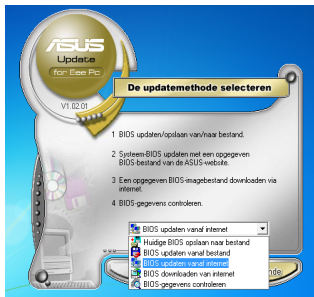 ASUS
Update
for Eee Pc
V1.02.01
De updatemethode selecteren
1 BIOS updaten/opslaan van/naar bestand.
2 Systeem-BIOS updaten met een opgegeven
BIOS-bestand van de ASUS-website.
3 Een opgegeven BIOS-imagebestand downloaden via
internet.
4 BIOS-gegevens controleren.
BIOS updaten vanaf internet
Huidige BIOS opslaan naar bestand
BIOS updaten vanaf bestand
BIOS updaten vanaf internet
BIOS downloaden van internet
BIOS-gegevens controleren